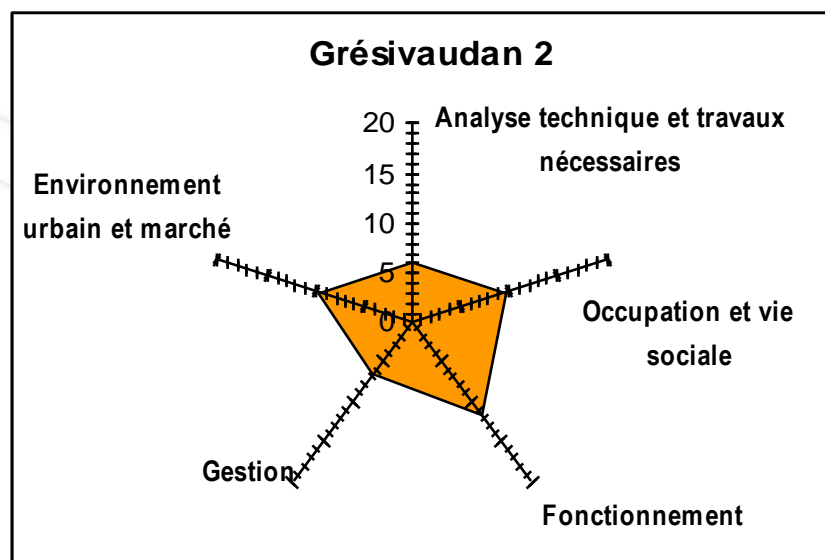 Grésivaudan 2
20
15
10
5
0
Analyse technique et travaux
nécessaires
Occupation et vie
sociale
Fonctionnement
Gestion
Environnement
urbain et marché